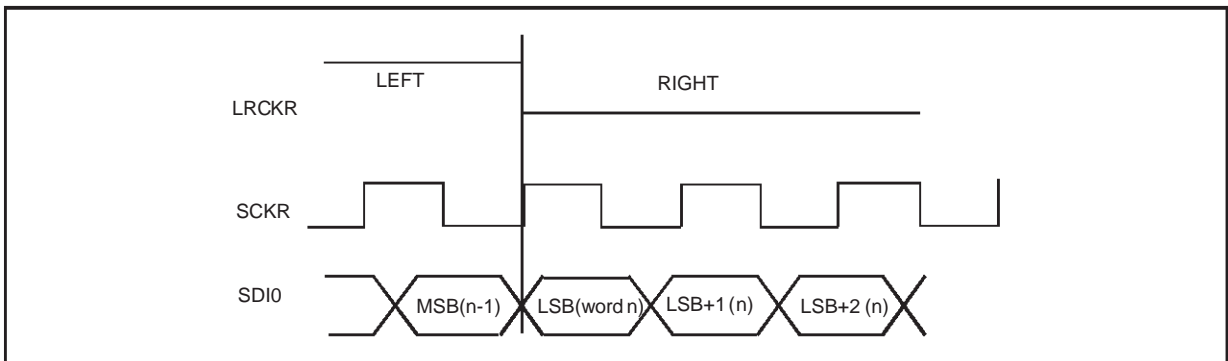 LEFT
RIGHT
LRCKR
SCKR
SDI0
MSB(n-1)
LSB(word n)
LSB+1 (n)
LSB+2 (n)